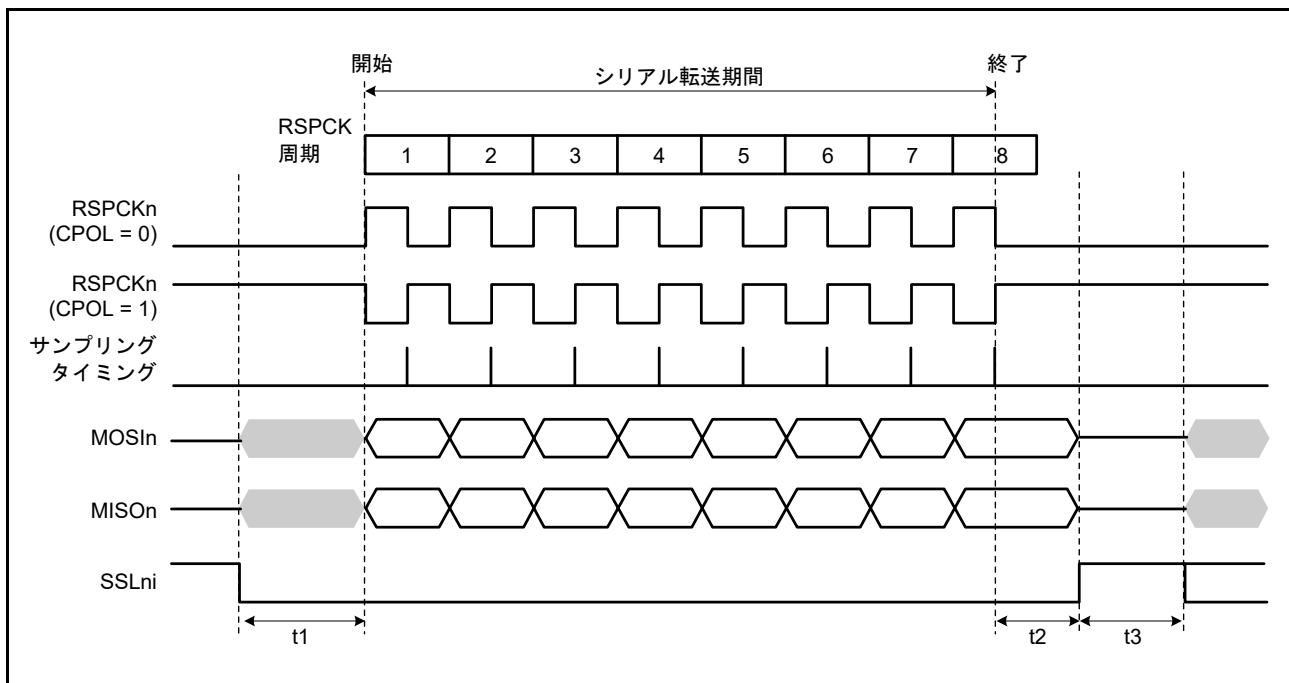 開始
シリアル転送期間
終了
RSPCK
周期
1 2 3 4 5 6 7 8
RSPCKn
(CPOL = 0)
RSPCKn
(CPOL = 1)
サンプリング
タイミング
MOSIn
MISOn
SSLni
t1
t2
t3